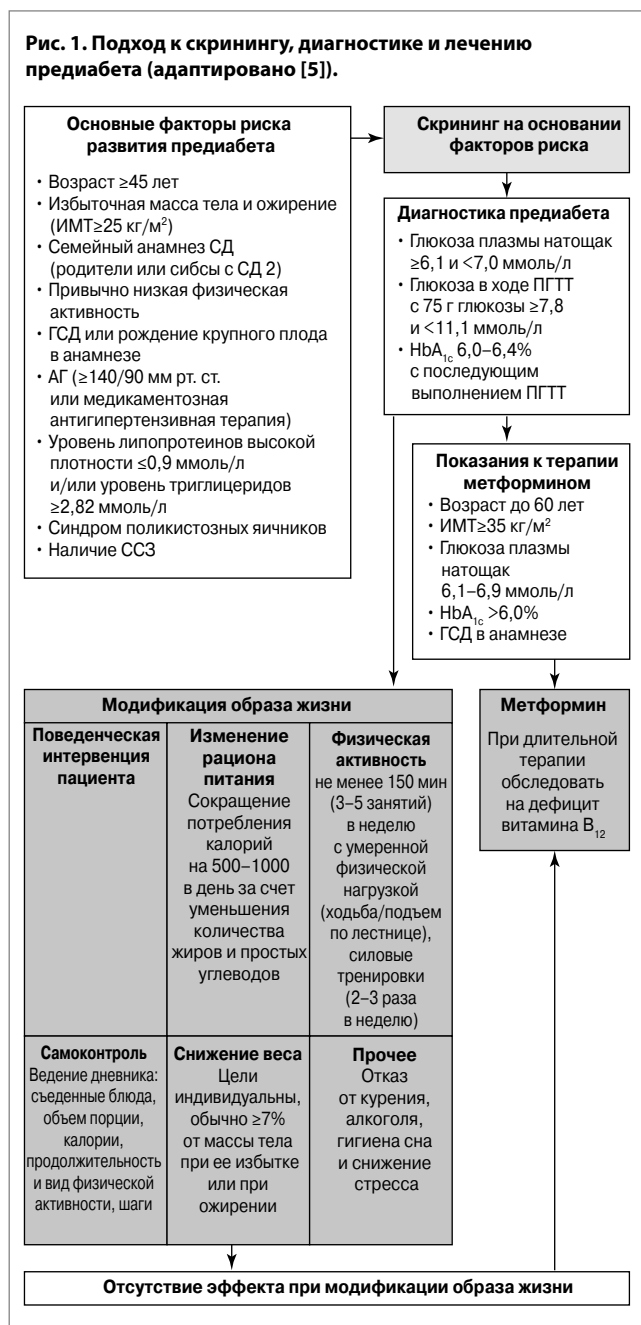 Рис. 1. Подход к скринингу, диагностике и лечению
предиабета (адаптировано [5]).
Основные факторы риска
развития предиабета
· Возраст ≥45 лет
· Избыточная масса тела и ожирение
(ИМТ≥25 кг/м²)
· Семейный анамнез СД
(родители или сибсы с СД 2)
· Привычно низкая физическая
активность
· ГСД или рождение крупного плода
в анамнезе
· АГ (≥140/90 мм рт. ст.
или медикаментозная
антигипертензивная терапия)
· Уровень липопротеинов высокой
плотности ≤0,9 ммоль/л
и/или уровень триглицеридов
≥2,82 ммоль/л
· Синдром поликистозных яичников
· Наличие ССЗ
Скрининг на основании
факторов риска
Диагностика предиабета
· Глюкоза плазмы натощак
≥6,1 и <7,0 ммоль/л
· Глюкоза в ходе ПГТТ
с 75 г глюкозы ≥7,8
и <11,1 ммоль/л
· HbA1c 6,0–6,4%
с последующим
выполнением ПГТТ
Показания к терапии
метформином
· Возраст до 60 лет
· ИМТ≥35 кг/м²
· Глюкоза плазмы
натощак
6,1–6,9 ммоль/л
· HbA1c >6,0%
· ГСД в анамнезе
Модификация образа жизни
Поведенческая
интервенция
пациента
Изменение
рациона
питания
Сокращение
потребления
калорий
на 500–1000
в день за счет
уменьшения
количества
жиров и простых
углеводов
Физическая
активность
не менее 150 мин
(3–5 занятий)
в неделю
с умеренной
физической
нагрузкой
(ходьба/подъем
по лестнице),
силовые
тренировки
(2–3 раза
в неделю)
Самоконтроль
Ведение дневника:
съеденные блюда,
объем порции,
калории,
продолжительность
и вид физической
активности, шаги
Снижение веса
Цели
индивидуальны,
обычно ≥7%
от массы тела
при ее избытке
или при
ожирении
Прочее
Отказ
от курения,
алкоголя,
гигиена сна
и снижение
стресса
Метформин
При длительной
терапии
обследовать
на дефицит
витамина B12
Отсутствие эффекта при модификации образа жизни